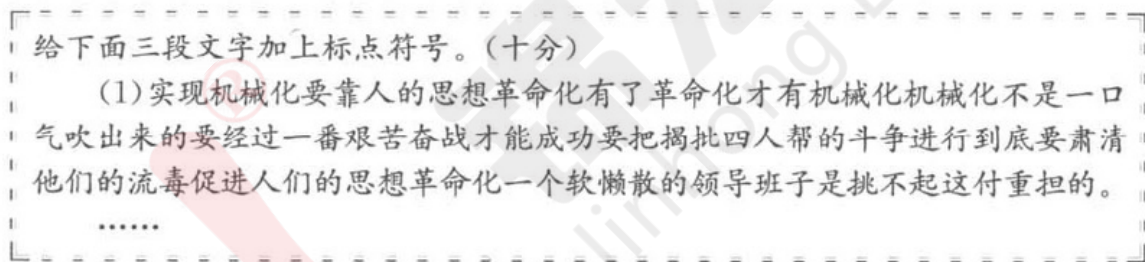 给下面三段文字加上标点符号。(十分)
(1)实现机械化要靠人的思想革命化有了革命化才有机械化机械化不是一口
气吹出来的要经过一番艰苦奋战才能成功要把揭批四人帮的斗争进行到底要肃清
他们的流毒促进人们的思想革命化一个软懒散的领导班子是挑不起这付重担的。
……